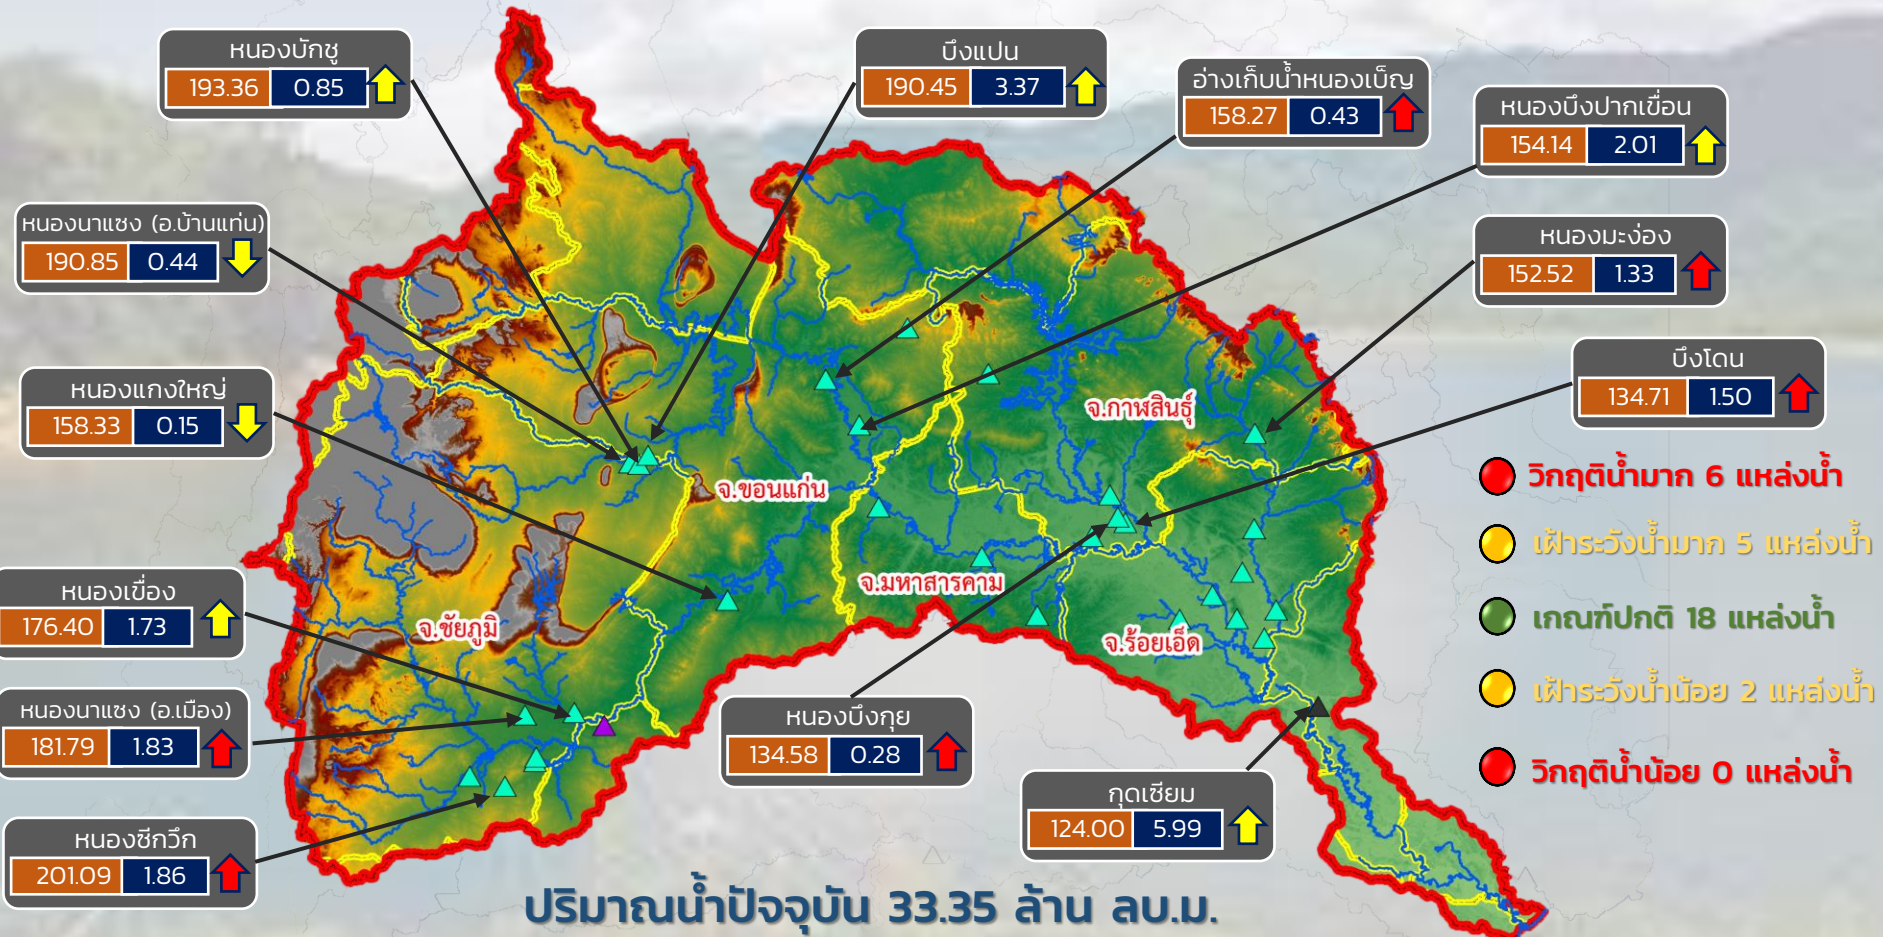 หนองบักชู
193.36 0.85
บึงแปน
190.45 3.37
อ่างเก็บน้ำหนองเบ็ญ
158.27 0.43
หนองบึงปากเขื่อน
154.14 2.01
หนองนาแซง (อ.บ้านแท่น)
190.85 0.44
หนองมะง่อง
152.52 1.33
หนองแกงใหญ่
158.33 0.15
บึงโดน
134.71 1.50
จ.กาฬสินธุ์
จ.ขอนแก่น
จ.มหาสารคาม
จ.ชัยภูมิ
จ.ร้อยเอ็ด
วิกฤติน้ำมาก 6 แหล่งน้ำ
เฝ้าระวังน้ำมาก 5 แหล่งน้ำ
เกณฑ์ปกติ 18 แหล่งน้ำ
เฝ้าระวังน้ำน้อย 2 แหล่งน้ำ
วิกฤติน้ำน้อย 0 แหล่งน้ำ
หนองเขื่อง
176.40 1.73
หนองนาแซง (อ.เมือง)
181.79 1.83
หนองบึงกุย
134.58 0.28
กุดเซียม
124.00 5.99
หนองซีกวึก
201.09 1.86
ปริมาณน้ำปัจจุบัน 33.35 ล้าน ลบ.ม.